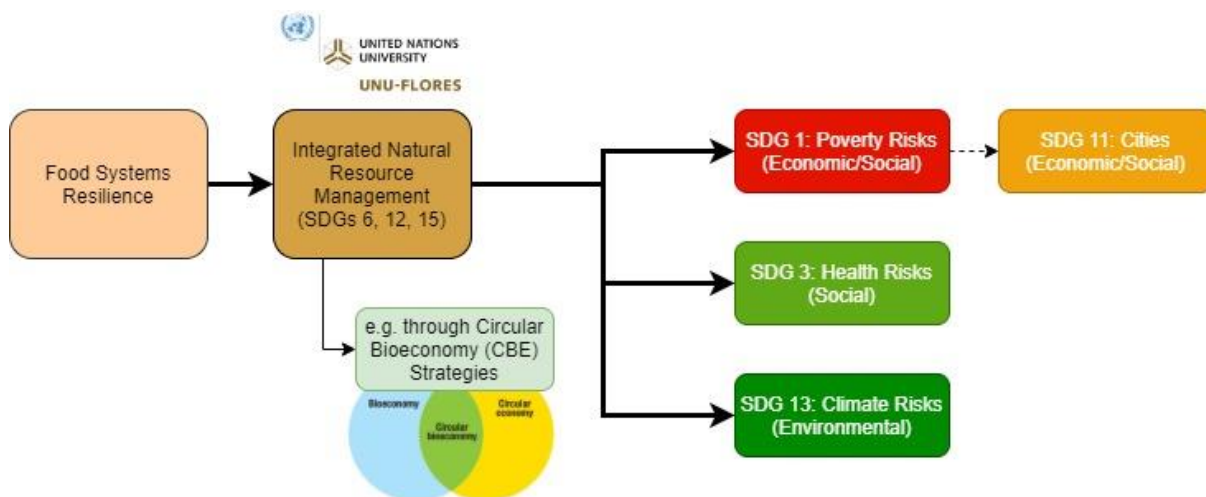 UNITED NATIONS
UNIVERSITY
UNU-FLORES
Food Systems
Resilience
Integrated Natural
Resource
Management
(SDGs 6, 12, 15)
e.g. through Circular
Bioeconomy (CBE)
Strategies
Bioeconomy
Circular
economy
Circular
bioeconomy
SDG 1: Poverty Risks
(Economic/Social)
SDG 11: Cities
(Economic/Social)
SDG 3: Health Risks
(Social)
SDG 13: Climate Risks
(Environmental)